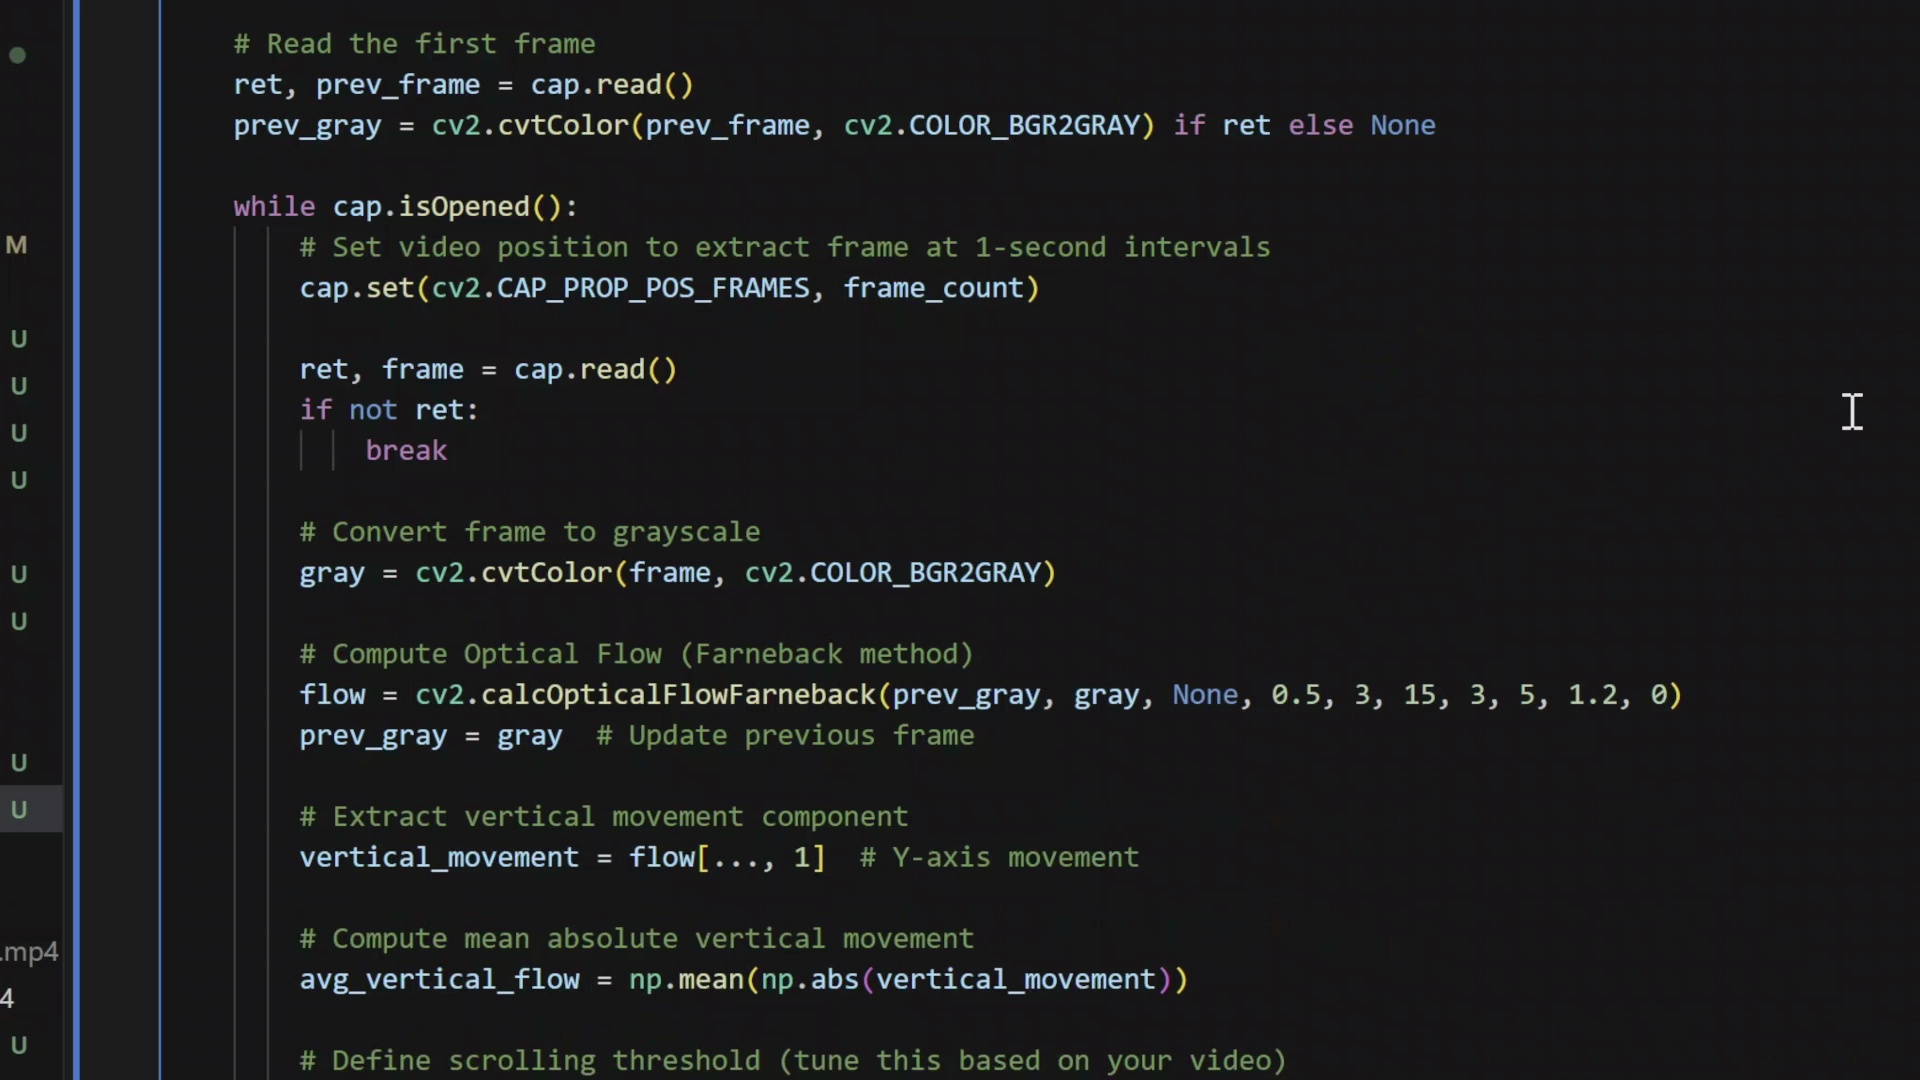 # Read the first frame
ret, prev_frame = cap.read()
prev_gray = cv2.cvtColor(prev_frame, cv2.COLOR_BGR2GRAY) if ret else None
while cap.isOpened():
# Set video position to extract frame at 1-second intervals
M
cap.set(cv2.CAP_PROP_POS_FRAMES, frame_count)
U
ret, frame = cap.read()
U
if not ret:
U
break
U
# Convert frame to grayscale
U
gray = cv2.cvtColor(frame, cv2.COLOR_BGR2GRAY)
U
# Compute Optical Flow (Farneback method)
flow = cv2.calcOpticalFlowFarneback(prev_gray, gray, None, 0.5, 3, 15, 3, 5, 1.2, 0)
prev_gray = gray  # Update previous frame
U
U
# Extract vertical movement component
vertical_movement = flow[..., 1]  # Y-axis movement
# Compute mean absolute vertical movement
.mp4
avg_vertical_flow = np.mean(np.abs(vertical_movement))
4
U
# Define scrolling threshold (tune this based on your video)